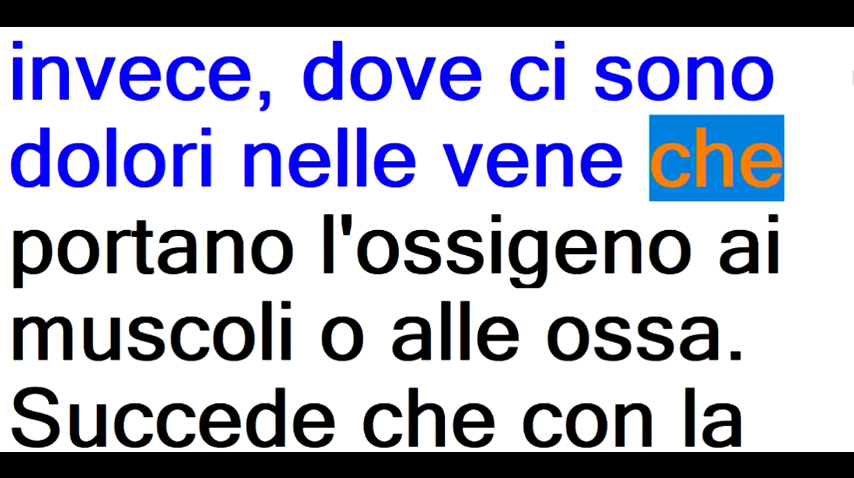 invece, dove ci sono
dolori nelle vene che
portano l'ossigeno ai
muscoli o alle ossa.
Succede che con la